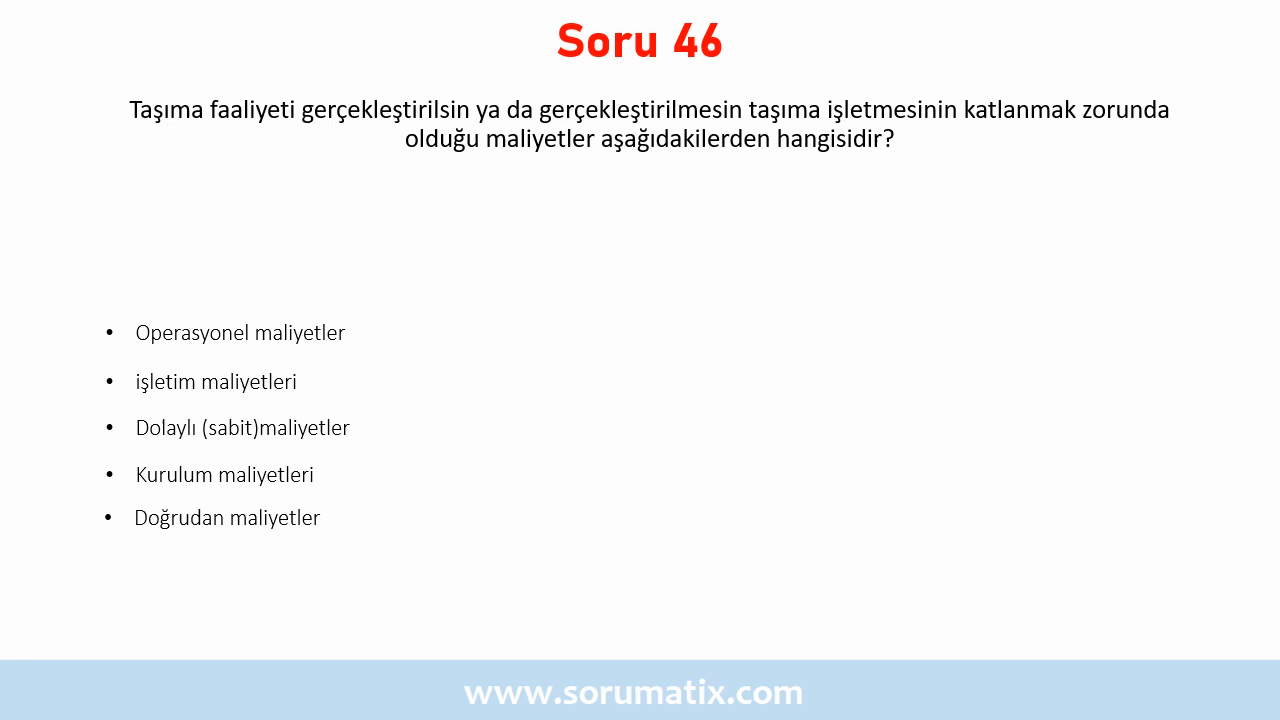 Soru 46
Taşıma faaliyeti gerçekleştirilsin ya da gerçekleştirilmesin taşıma işletmesinin katlanmak zorunda
olduğu maliyetler aşağıdakilerden hangisidir?
• Operasyonel maliyetler
• işletim maliyetleri
• Dolaylı (sabit)maliyetler
• Kurulum maliyetleri
• Doğrudan maliyetler
www.sorumatix.com